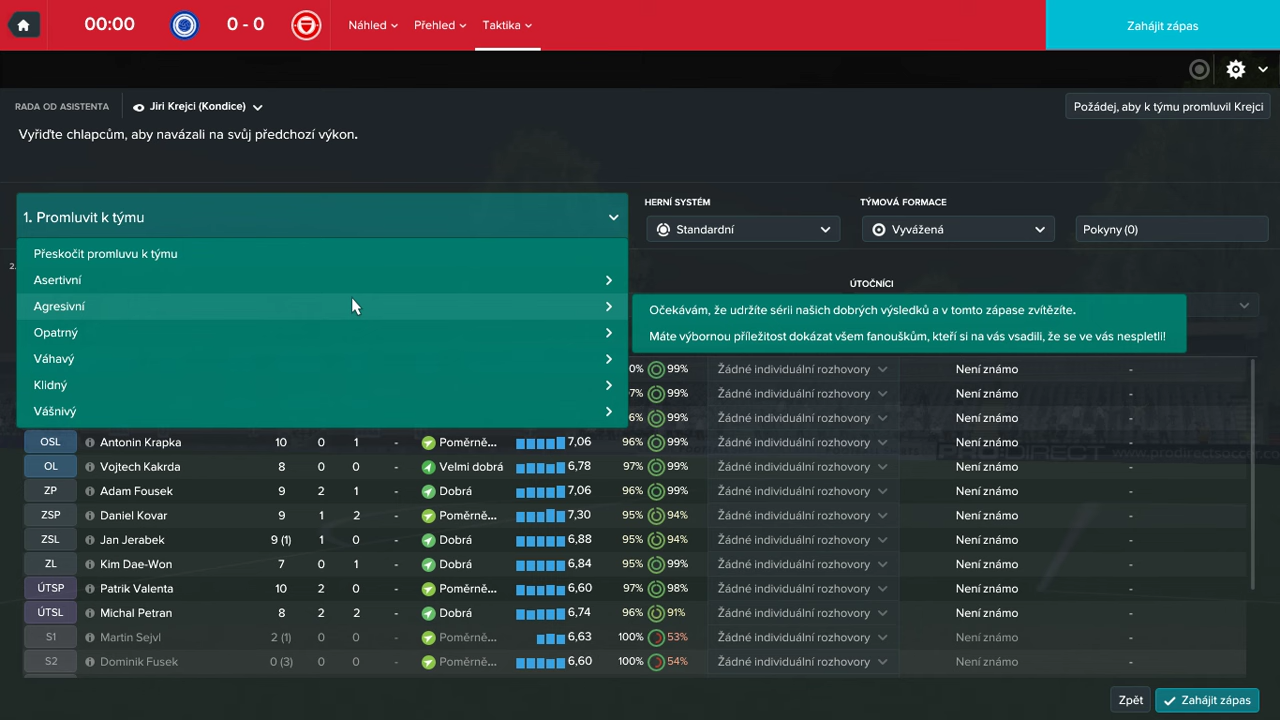 00:00 0 - 0 Náhled Přehled Taktika Zahájit zápas
RADA OD ASISTENTA Jiri Krejci (Kondice) Požádej, aby k týmu promluvil Krejci
Vyřiďte chlapcům, aby navázali na svůj předchozí výkon.
1. Promluvit k týmu
HERNÍ SYSTÉM TÝMOVÁ FORMACE
Standardní Vyvážená Pokyny (0)
Přeskočit promluvu k týmu
2.
Asertivní
ÚTOČNÍCI
Agresivní
Očekávám, že udržíte sérii našich dobrých výsledků a v tomto zápase zvítězíte.
Opatrný
Máte výbornou příležitost dokázat všem fanouškům, kteří si na vás vsadili, že se ve vás nespletli!
Váhavý
0% 99% Žádné individuální rozhovory Není známo -
Klidný
7% 99% Žádné individuální rozhovory Není známo -
Vášnivý
6% 99% Žádné individuální rozhovory Není známo -
OSL Antonin Krapka 10 0 1 - Poměrně... 7,06 96% 99% Žádné individuální rozhovory Není známo -
OL Vojtech Kakrda 8 0 0 - Velmi dobrá 6,78 97% 99% Žádné individuální rozhovory Není známo -
ZP Adam Fousek 9 2 1 - Dobrá 7,06 96% 99% Žádné individuální rozhovory Není známo -
ZSP Daniel Kovar 9 1 2 - Poměrně... 7,30 95% 94% Žádné individuální rozhovory Není známo -
ZSL Jan Jerabek 9 (1) 1 0 - Dobrá 6,88 95% 94% Žádné individuální rozhovory Není známo -
ZL Kim Dae-Won 7 0 1 - Dobrá 6,84 95% 99% Žádné individuální rozhovory Není známo -
ÚTSP Patrik Valenta 10 2 0 - Poměrně... 6,60 97% 98% Žádné individuální rozhovory Není známo -
ÚTSL Michal Petran 8 2 2 - Dobrá 6,74 96% 91% Žádné individuální rozhovory Není známo -
S1 Martin Sejvl 2 (1) 0 0 - Poměrně... 6,63 100% 53% Žádné individuální rozhovory Není známo -
S2 Dominik Fusek 0 (3) 0 0 - Poměrně... 6,60 100% 54% Žádné individuální rozhovory Není známo -
PRO:DIRECT www.prodirectsoccer.co
Zpět Zahájit zápas